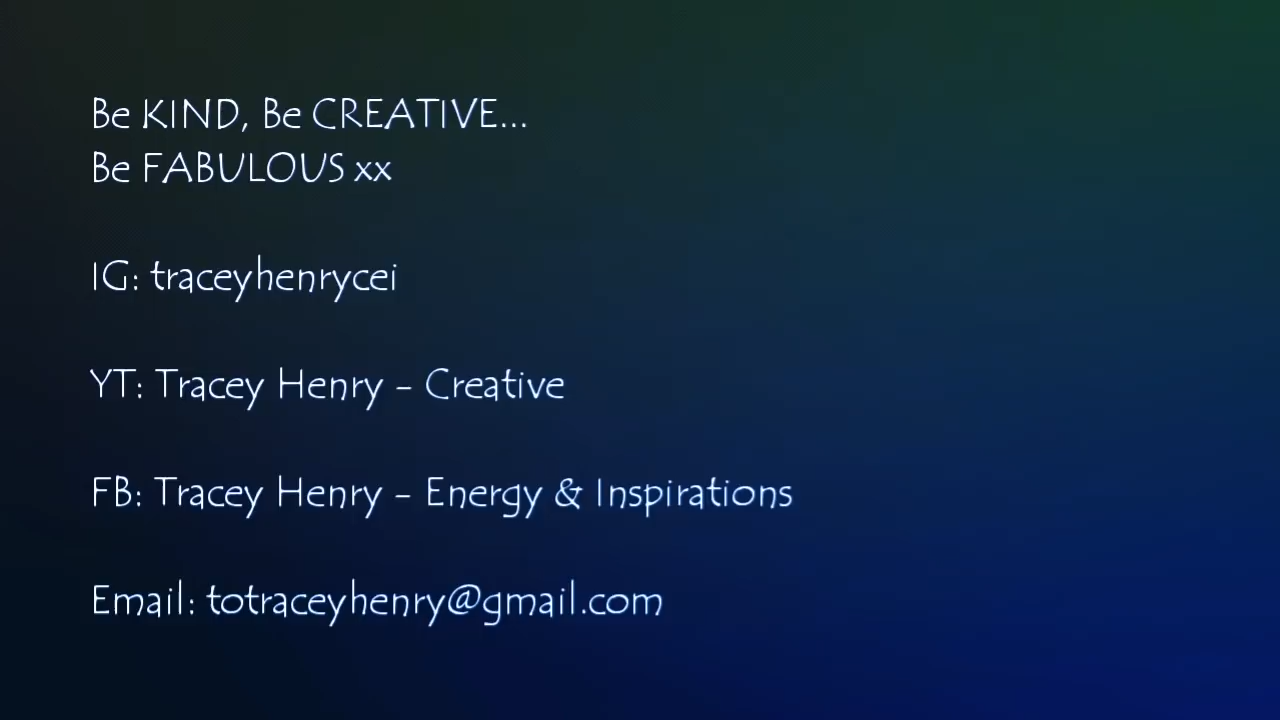 Be KIND, Be CREATIVE...
Be FABULOUS xx
IG: traceyhenrycei
YT: Tracey Henry - Creative
FB: Tracey Henry - Energy & Inspirations
Email: totraceyhenry@gmail.com